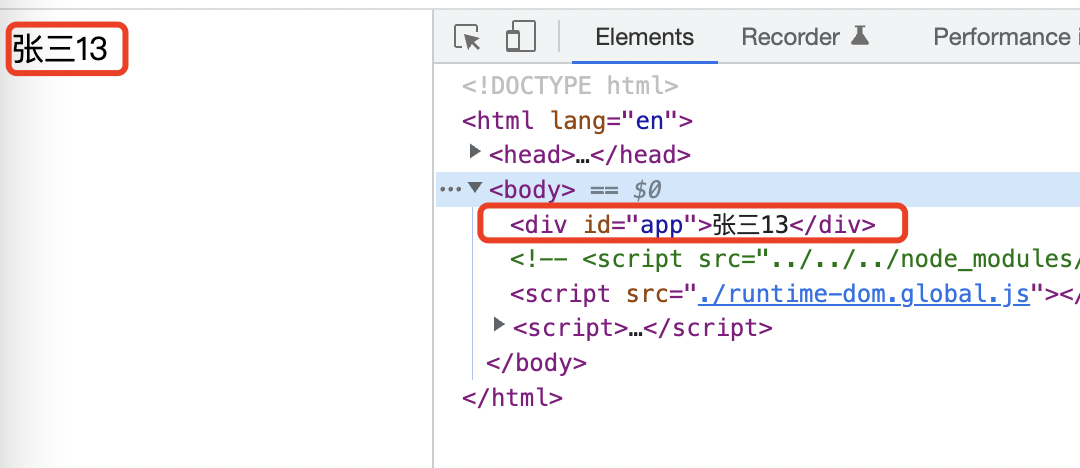 张三13
Elements Recorder Performance i
<!DOCTYPE html>
<html lang="en">
<head>…</head>
<body> == $0
<div id="app">张三13</div>
<!-- <script src="../../../node_modules/
<script src="./runtime-dom.global.js"></
<script>…</script>
</body>
</html>